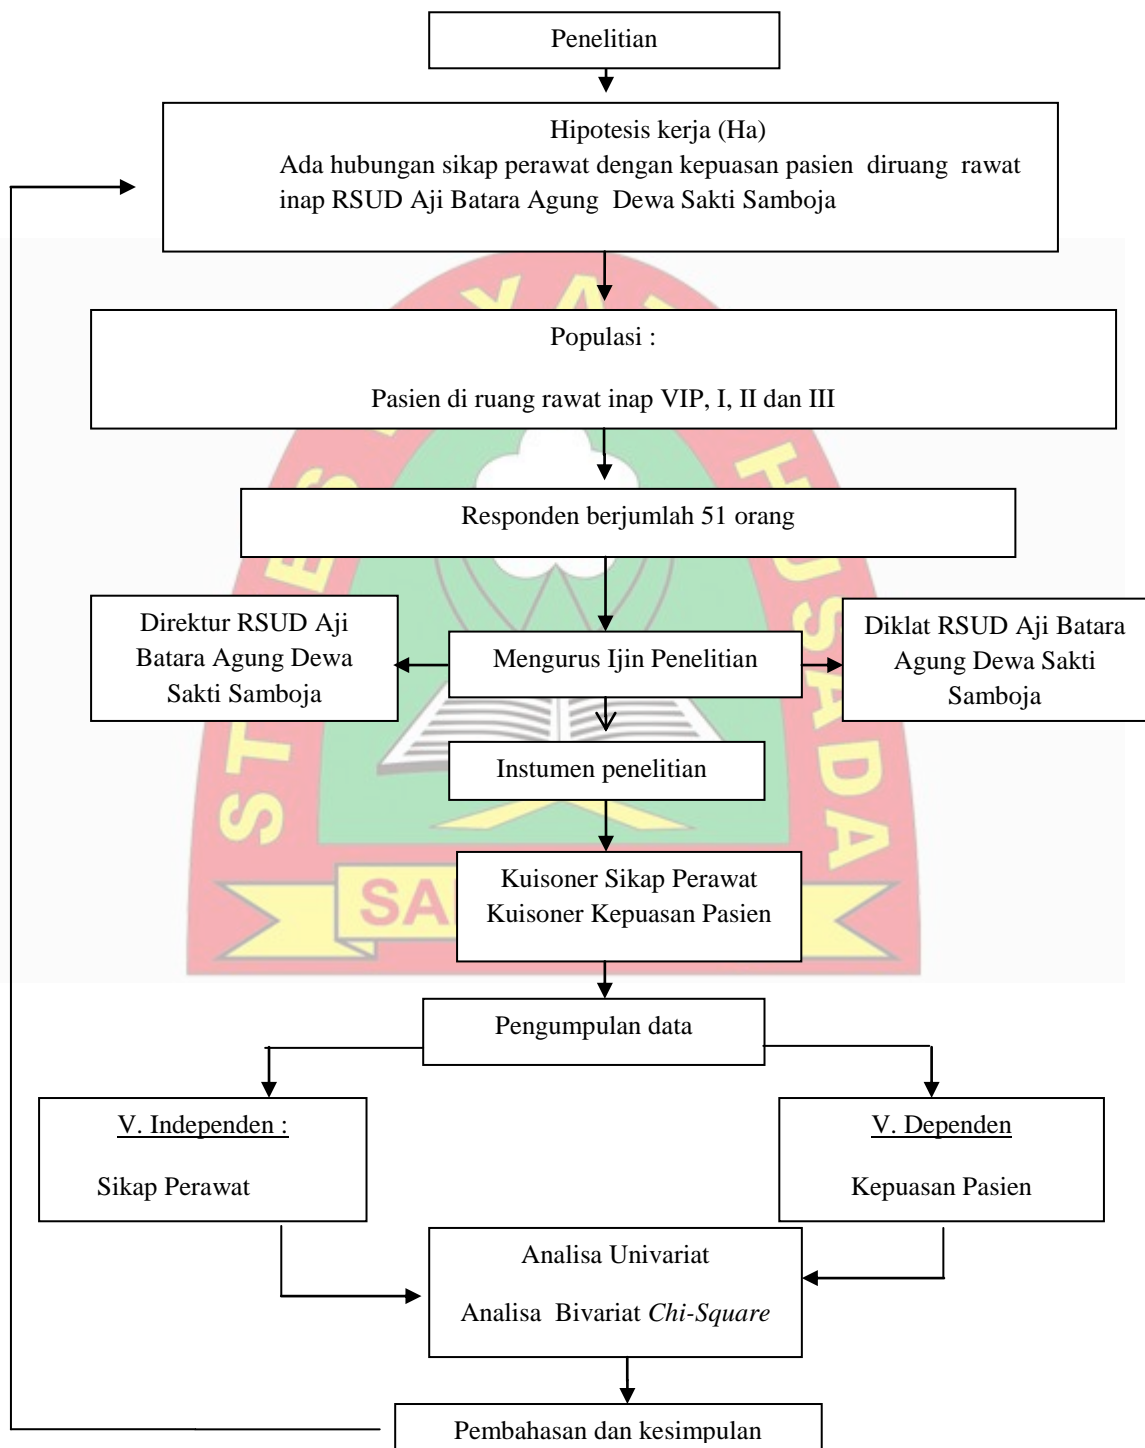 Penelitian
Hipotesis kerja (Ha)
Ada hubungan sikap perawat dengan kepuasan pasien diruang rawat
inap RSUD Aji Batara Agung Dewa Sakti Samboja
Populasi :
Pasien di ruang rawat inap VIP, I, II dan III
Responden berjumlah 51 orang
Direktur RSUD Aji
Batara Agung Dewa
Sakti Samboja
Mengurus Ijin Penelitian
Diklat RSUD Aji Batara
Agung Dewa Sakti
Samboja
Instumen penelitian
Kuisoner Sikap Perawat
Kuisoner Kepuasan Pasien
Pengumpulan data
V. Independen :
Sikap Perawat
V. Dependen
Kepuasan Pasien
Analisa Univariat
Analisa Bivariat Chi-Square
Pembahasan dan kesimpulan